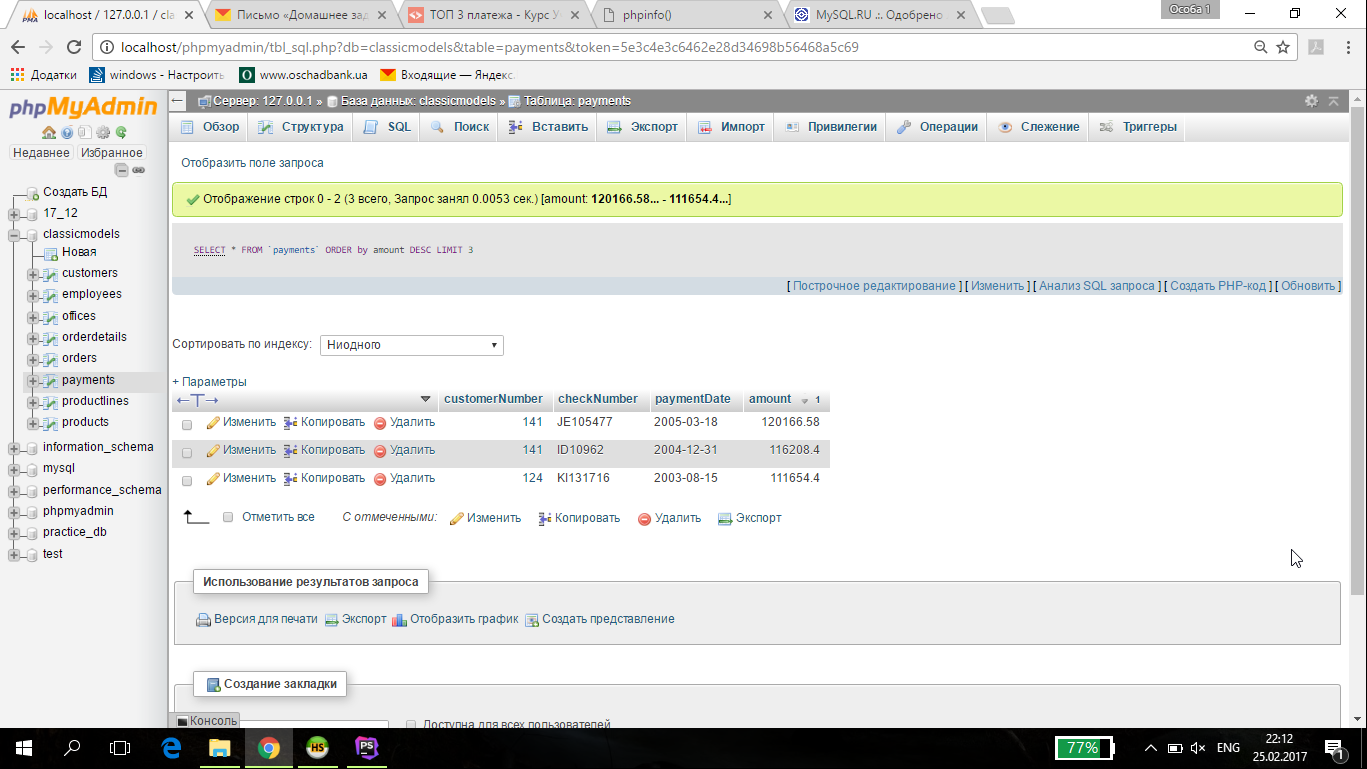 localhost / 127.0.0.1 / cla
Письмо «Домашнее зад
ТОП 3 платежа - Курс У
phpinfo()
MySQL.RU .:. Одобрено
Особа 1
localhost/phpmyadmin/tbl_sql.php?db=classicmodels&table=payments&token=5e3c4e3c6462e28d34698b56468a5c69
Додатки
windows - Настроить
www.oschadbank.ua
Входящие — Яндекс.
phpMyAdmin
Недавнее Избранное
Создать БД
17_12
classicmodels
Новая
customers
employees
offices
orderdetails
orders
payments
productlines
products
information_schema
mysql
performance_schema
phpmyadmin
practice_db
test
Сервер: 127.0.0.1 » База данных: classicmodels » Таблица: payments
Обзор Структура SQL Поиск Вставить Экспорт Импорт Привилегии Операции Слежение Триггеры
Отобразить поле запроса
Отображение строк 0 - 2 (3 всего, Запрос занял 0.0053 сек.) [amount: 120166.58... - 111654.4...]
SELECT * FROM `payments` ORDER by amount DESC LIMIT 3
[ Построчное редактирование ] [ Изменить ] [ Анализ SQL запроса ] [ Создать PHP-код ] [ Обновить ]
Сортировать по индексу: Ниодного
+ Параметры
←T→ customerNumber checkNumber paymentDate amount 1
Изменить Копировать Удалить 141 JE105477 2005-03-18 120166.58
Изменить Копировать Удалить 141 ID10962 2004-12-31 116208.4
Изменить Копировать Удалить 124 KI131716 2003-08-15 111654.4
Отметить все С отмеченными: Изменить Копировать Удалить Экспорт
Использование результатов запроса
Версия для печати Экспорт Отобразить график Создать представление
Создание закладки
Консоль
Доступна для всех пользователей
77%
ENG
22:12
25.02.2017
1